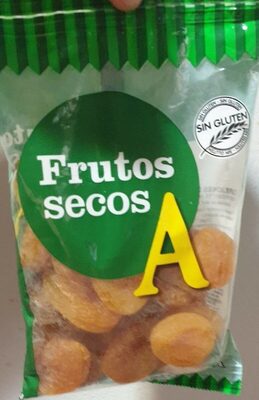 SIN GLUTEN
Frutos
secos
A